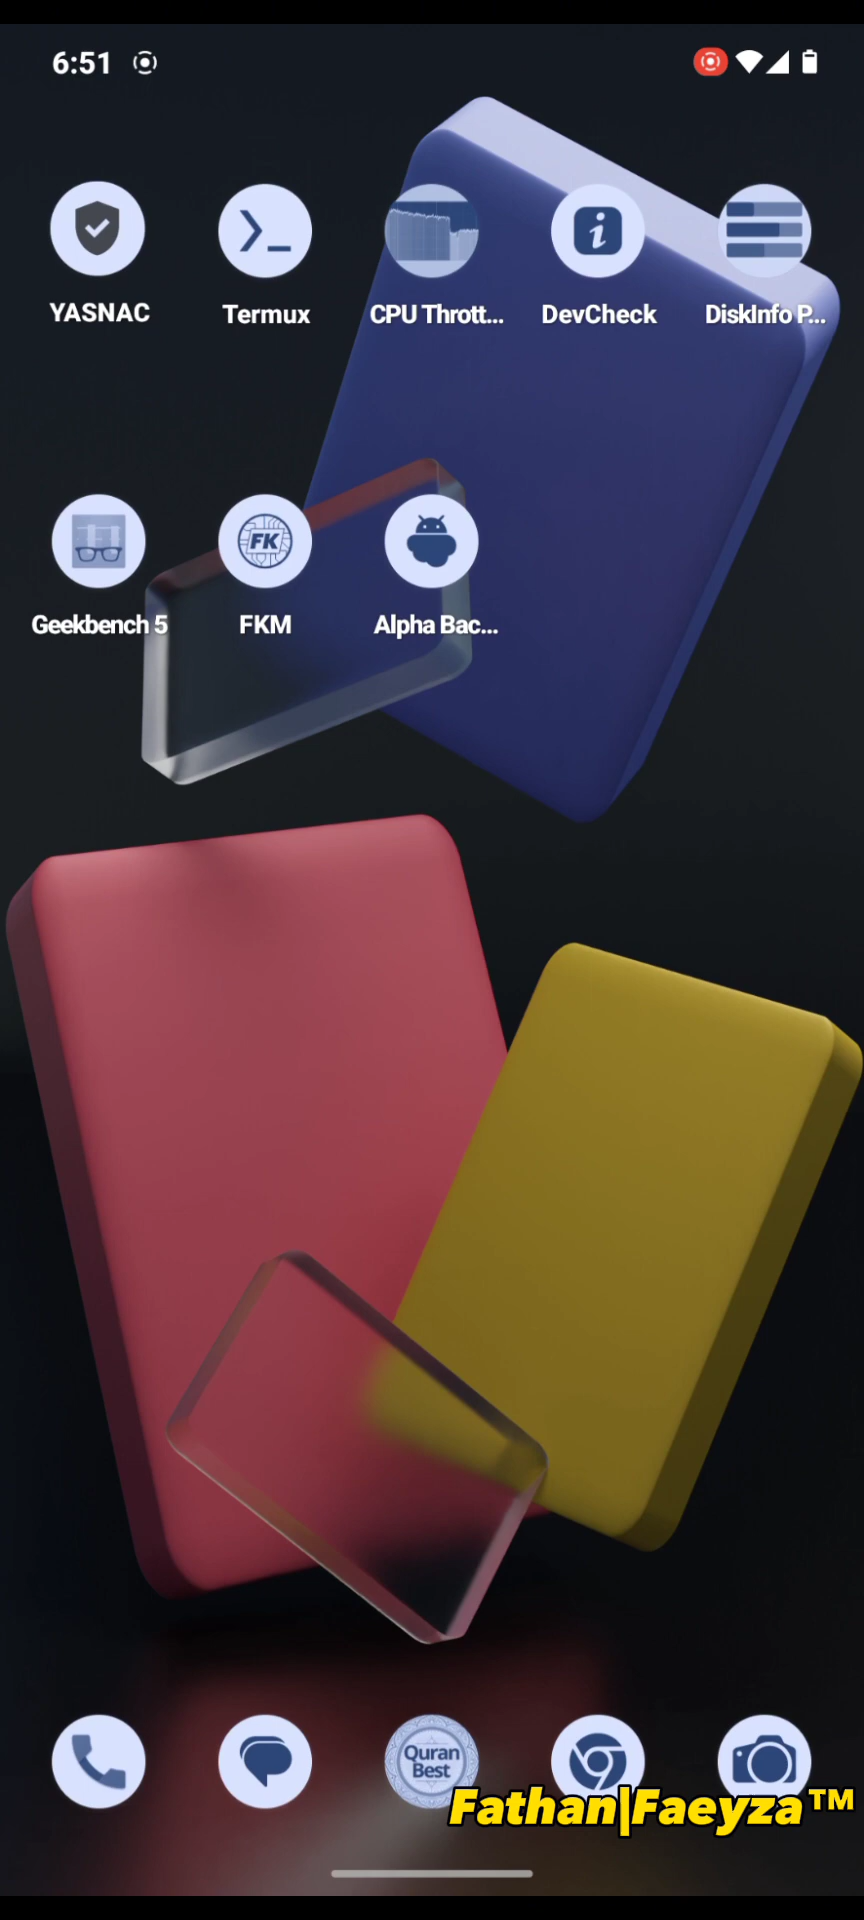 6:51
YASNAC
Termux
CPU Thrott...
DevCheck
DiskInfo P...
FK
Geekbench 5
FKM
Alpha Bac...
Quran
Best
Fathan|Faeyza™